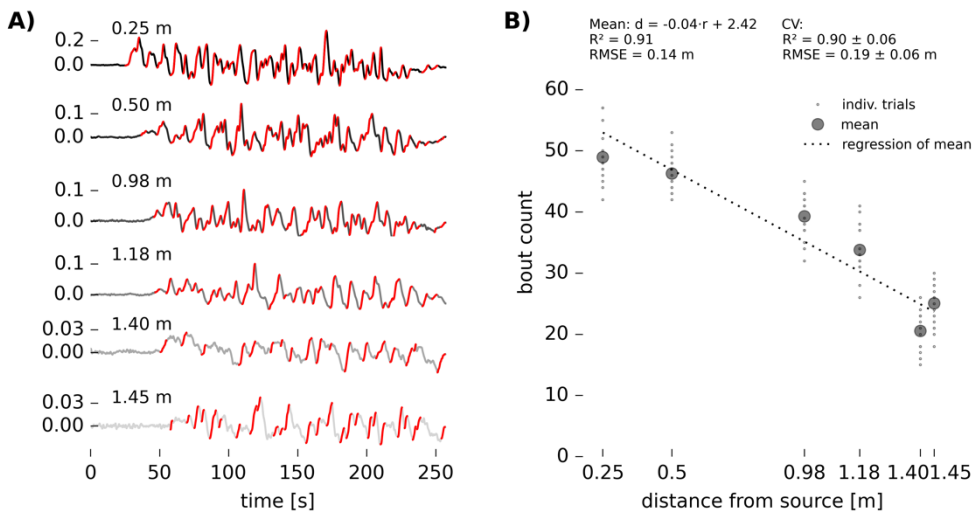 A)
0.25 m
0.2
0.0
0.50 m
0.1
0.0
0.98 m
0.1
0.0
1.18 m
0.1
0.0
1.40 m
0.03
0.00
1.45 m
0.03
0.00
0 50 100 150 200 250
time [s]
B)
Mean: d = -0.04·r + 2.42
R² = 0.91
RMSE = 0.14 m
CV:
R² = 0.90 ± 0.06
RMSE = 0.19 ± 0.06 m
indiv. trials
mean
regression of mean
60
50
40
30
20
10
0
bout count
0.25 0.5 0.98 1.18 1.40 1.45
distance from source [m]